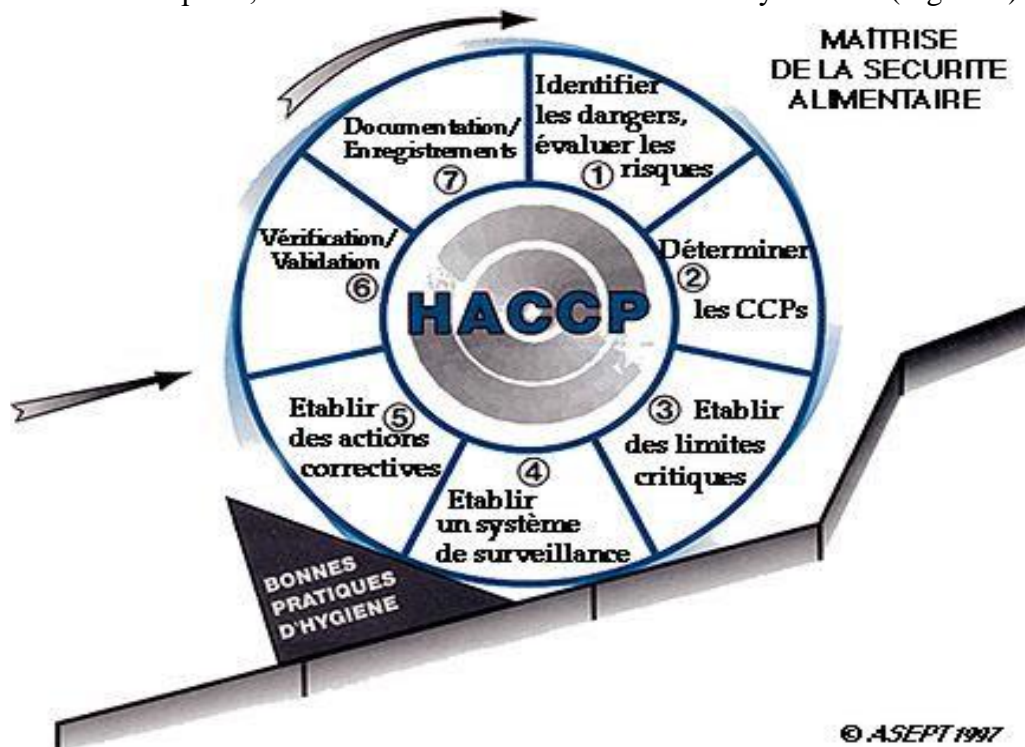 MAÎTRISE
DE LA SECURITE
ALIMENTAIRE
Identifier
les dangers,
évaluer les
① risques
Déterminer
②
les CCPs
③ Etablir
des limites
critiques
④
Etablir
un système
de surveillance
Etablir ⑤
des actions
correctives
Vérification/
Validation
⑥
Documentation/
Enregistrements
⑦
HACCP
BONNES
PRATIQUES
D'HYGIENE
© ASEPT 1997